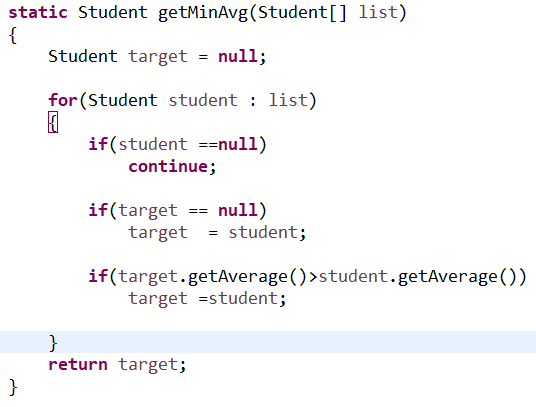 static Student getMinAvg(Student[] list)
{
    Student target = null;

    for(Student student : list)
    {
        if(student ==null)
            continue;

        if(target == null)
            target  = student;

        if(target.getAverage()>student.getAverage())
            target =student;

    }
    return target;
}